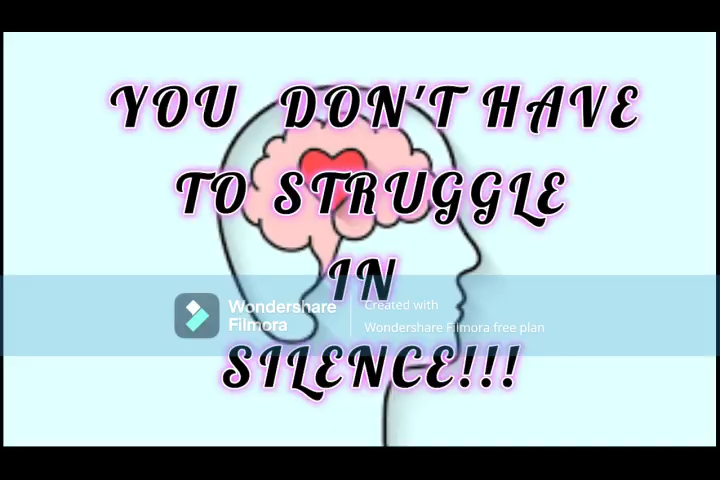 YOU DON'T HAVE
TO STRUGGLE
IN
Wondershare
Filmora
Created with
Wondershare Filmora free plan
SILENCE!!!